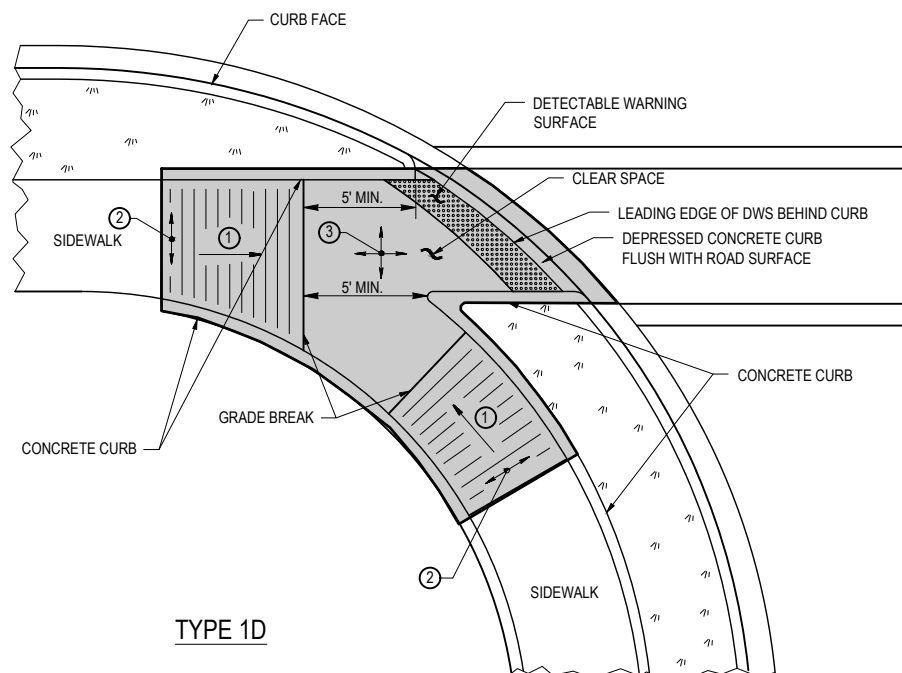 CURB FACE
DETECTABLE WARNING
SURFACE
CLEAR SPACE
5' MIN.
LEADING EDGE OF DWS BEHIND CURB
2
1
3
SIDEWALK
DEPRESSED CONCRETE CURB
FLUSH WITH ROAD SURFACE
5' MIN.
CONCRETE CURB
GRADE BREAK
1
CONCRETE CURB
2
SIDEWALK
TYPE 1D